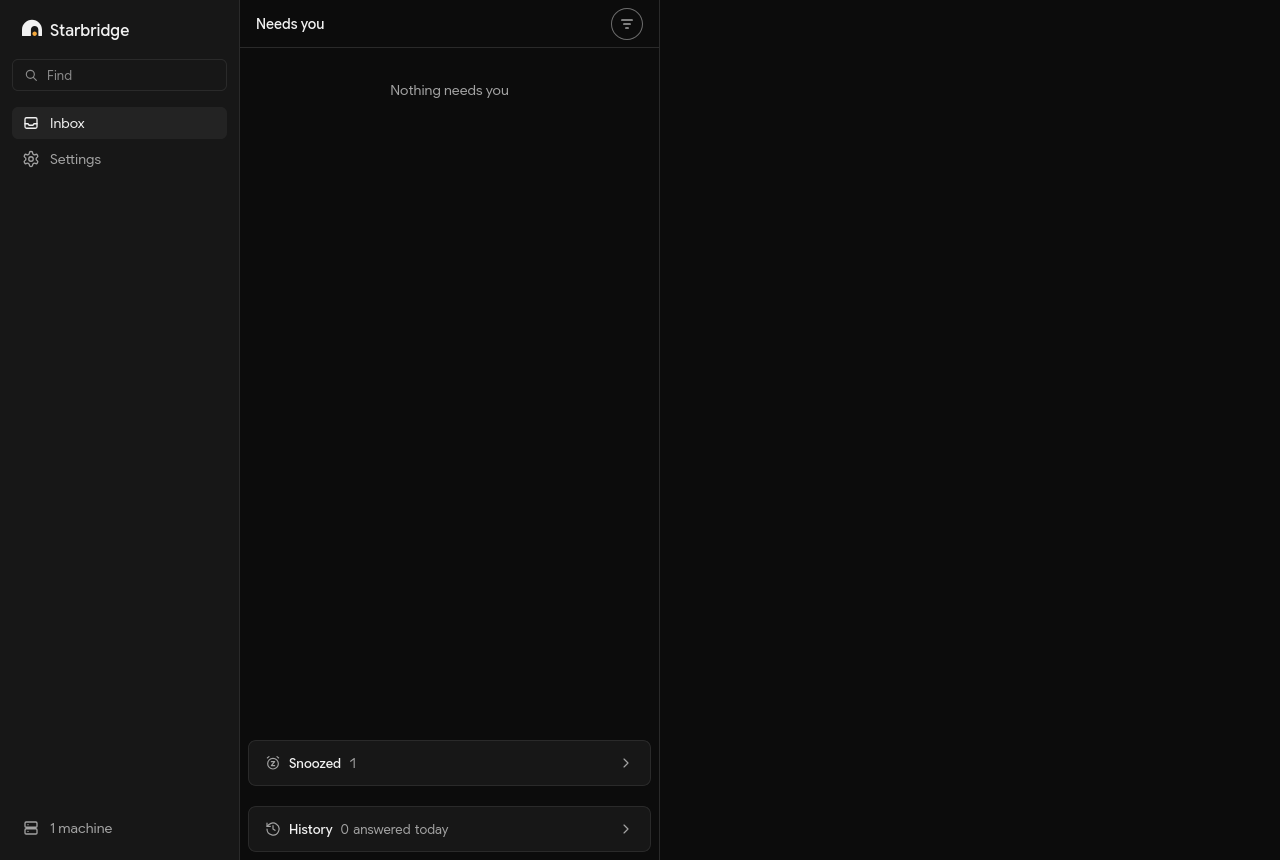 Starbridge
Find
Inbox
Settings
1 machine
Needs you
Nothing needs you
Snoozed 1
History 0 answered today